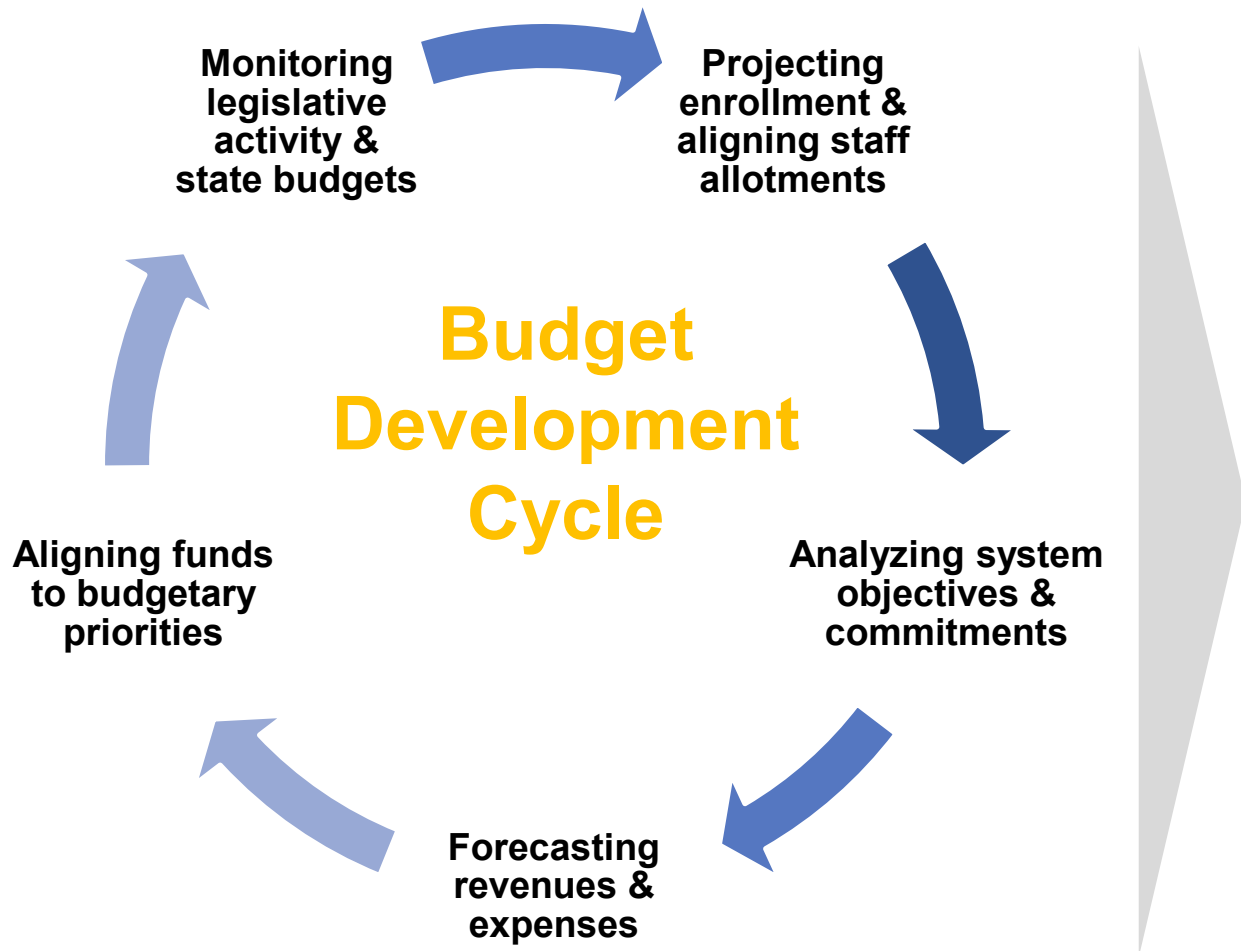 Monitoring
legislative
activity &
state budgets
Projecting
enrollment &
aligning staff
allotments
Budget
Development
Cycle
Analyzing system
objectives &
commitments
Forecasting
revenues &
expenses
Aligning funds
to budgetary
priorities